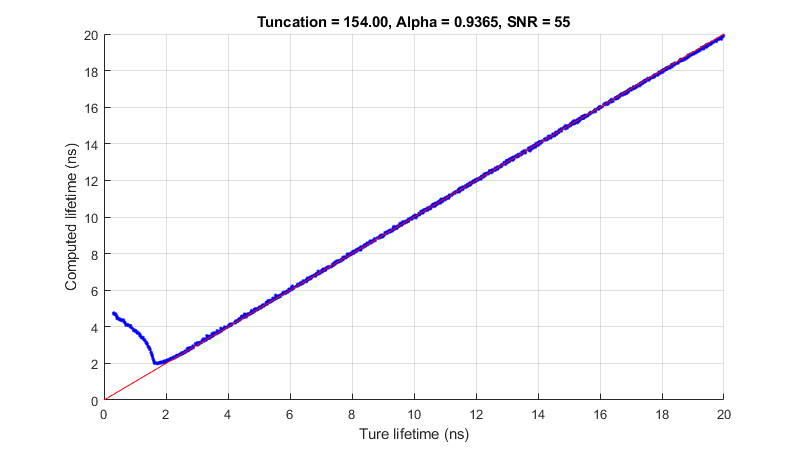 Tuncation = 154.00, Alpha = 0.9365, SNR = 55
Computed lifetime (ns)
20
18
16
14
12
10
8
6
4
2
0
0 2 4 6 8 10 12 14 16 18 20
Ture lifetime (ns)